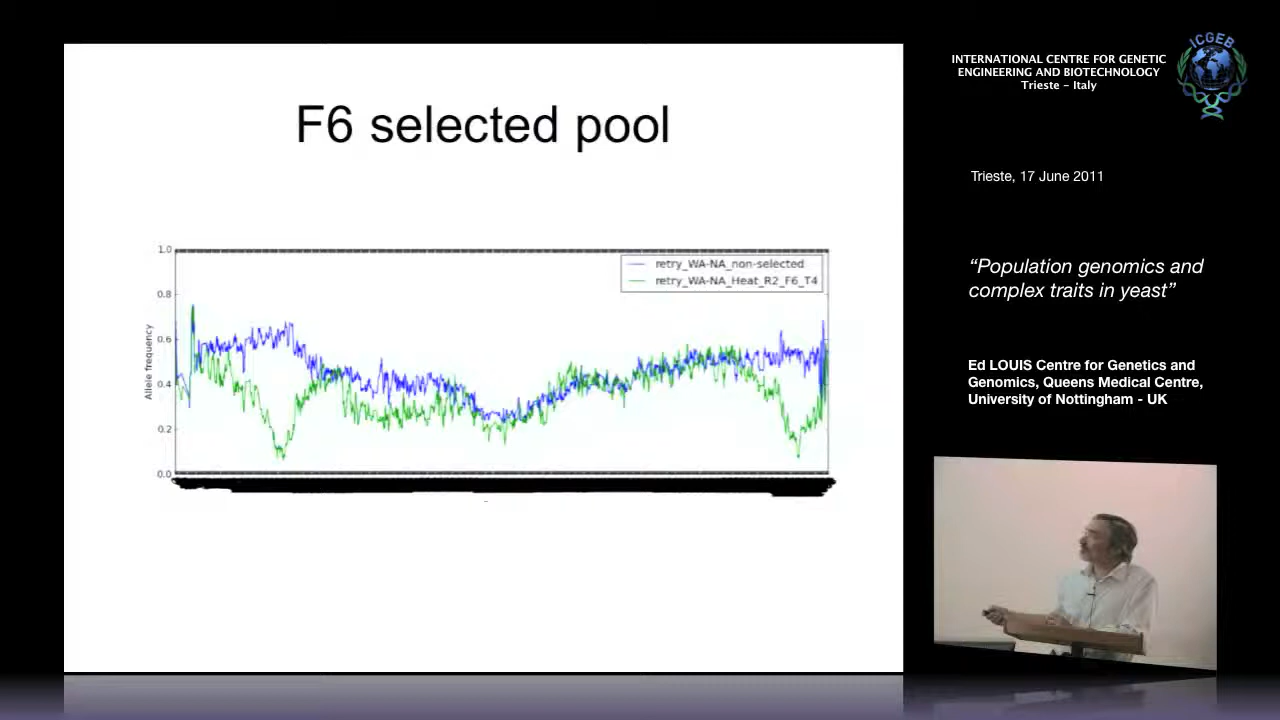 F6 selected pool
1.0
0.8
0.6
0.4
0.2
0.0
Allele frequency
retry_WA-NA_non-selected
retry_WA-NA_Heat_R2_F6_T4
ICGEB
INTERNATIONAL CENTRE FOR GENETIC
ENGINEERING AND BIOTECHNOLOGY
Trieste - Italy
Trieste, 17 June 2011
“Population genomics and
complex traits in yeast”
Ed LOUIS Centre for Genetics and
Genomics, Queens Medical Centre,
University of Nottingham - UK